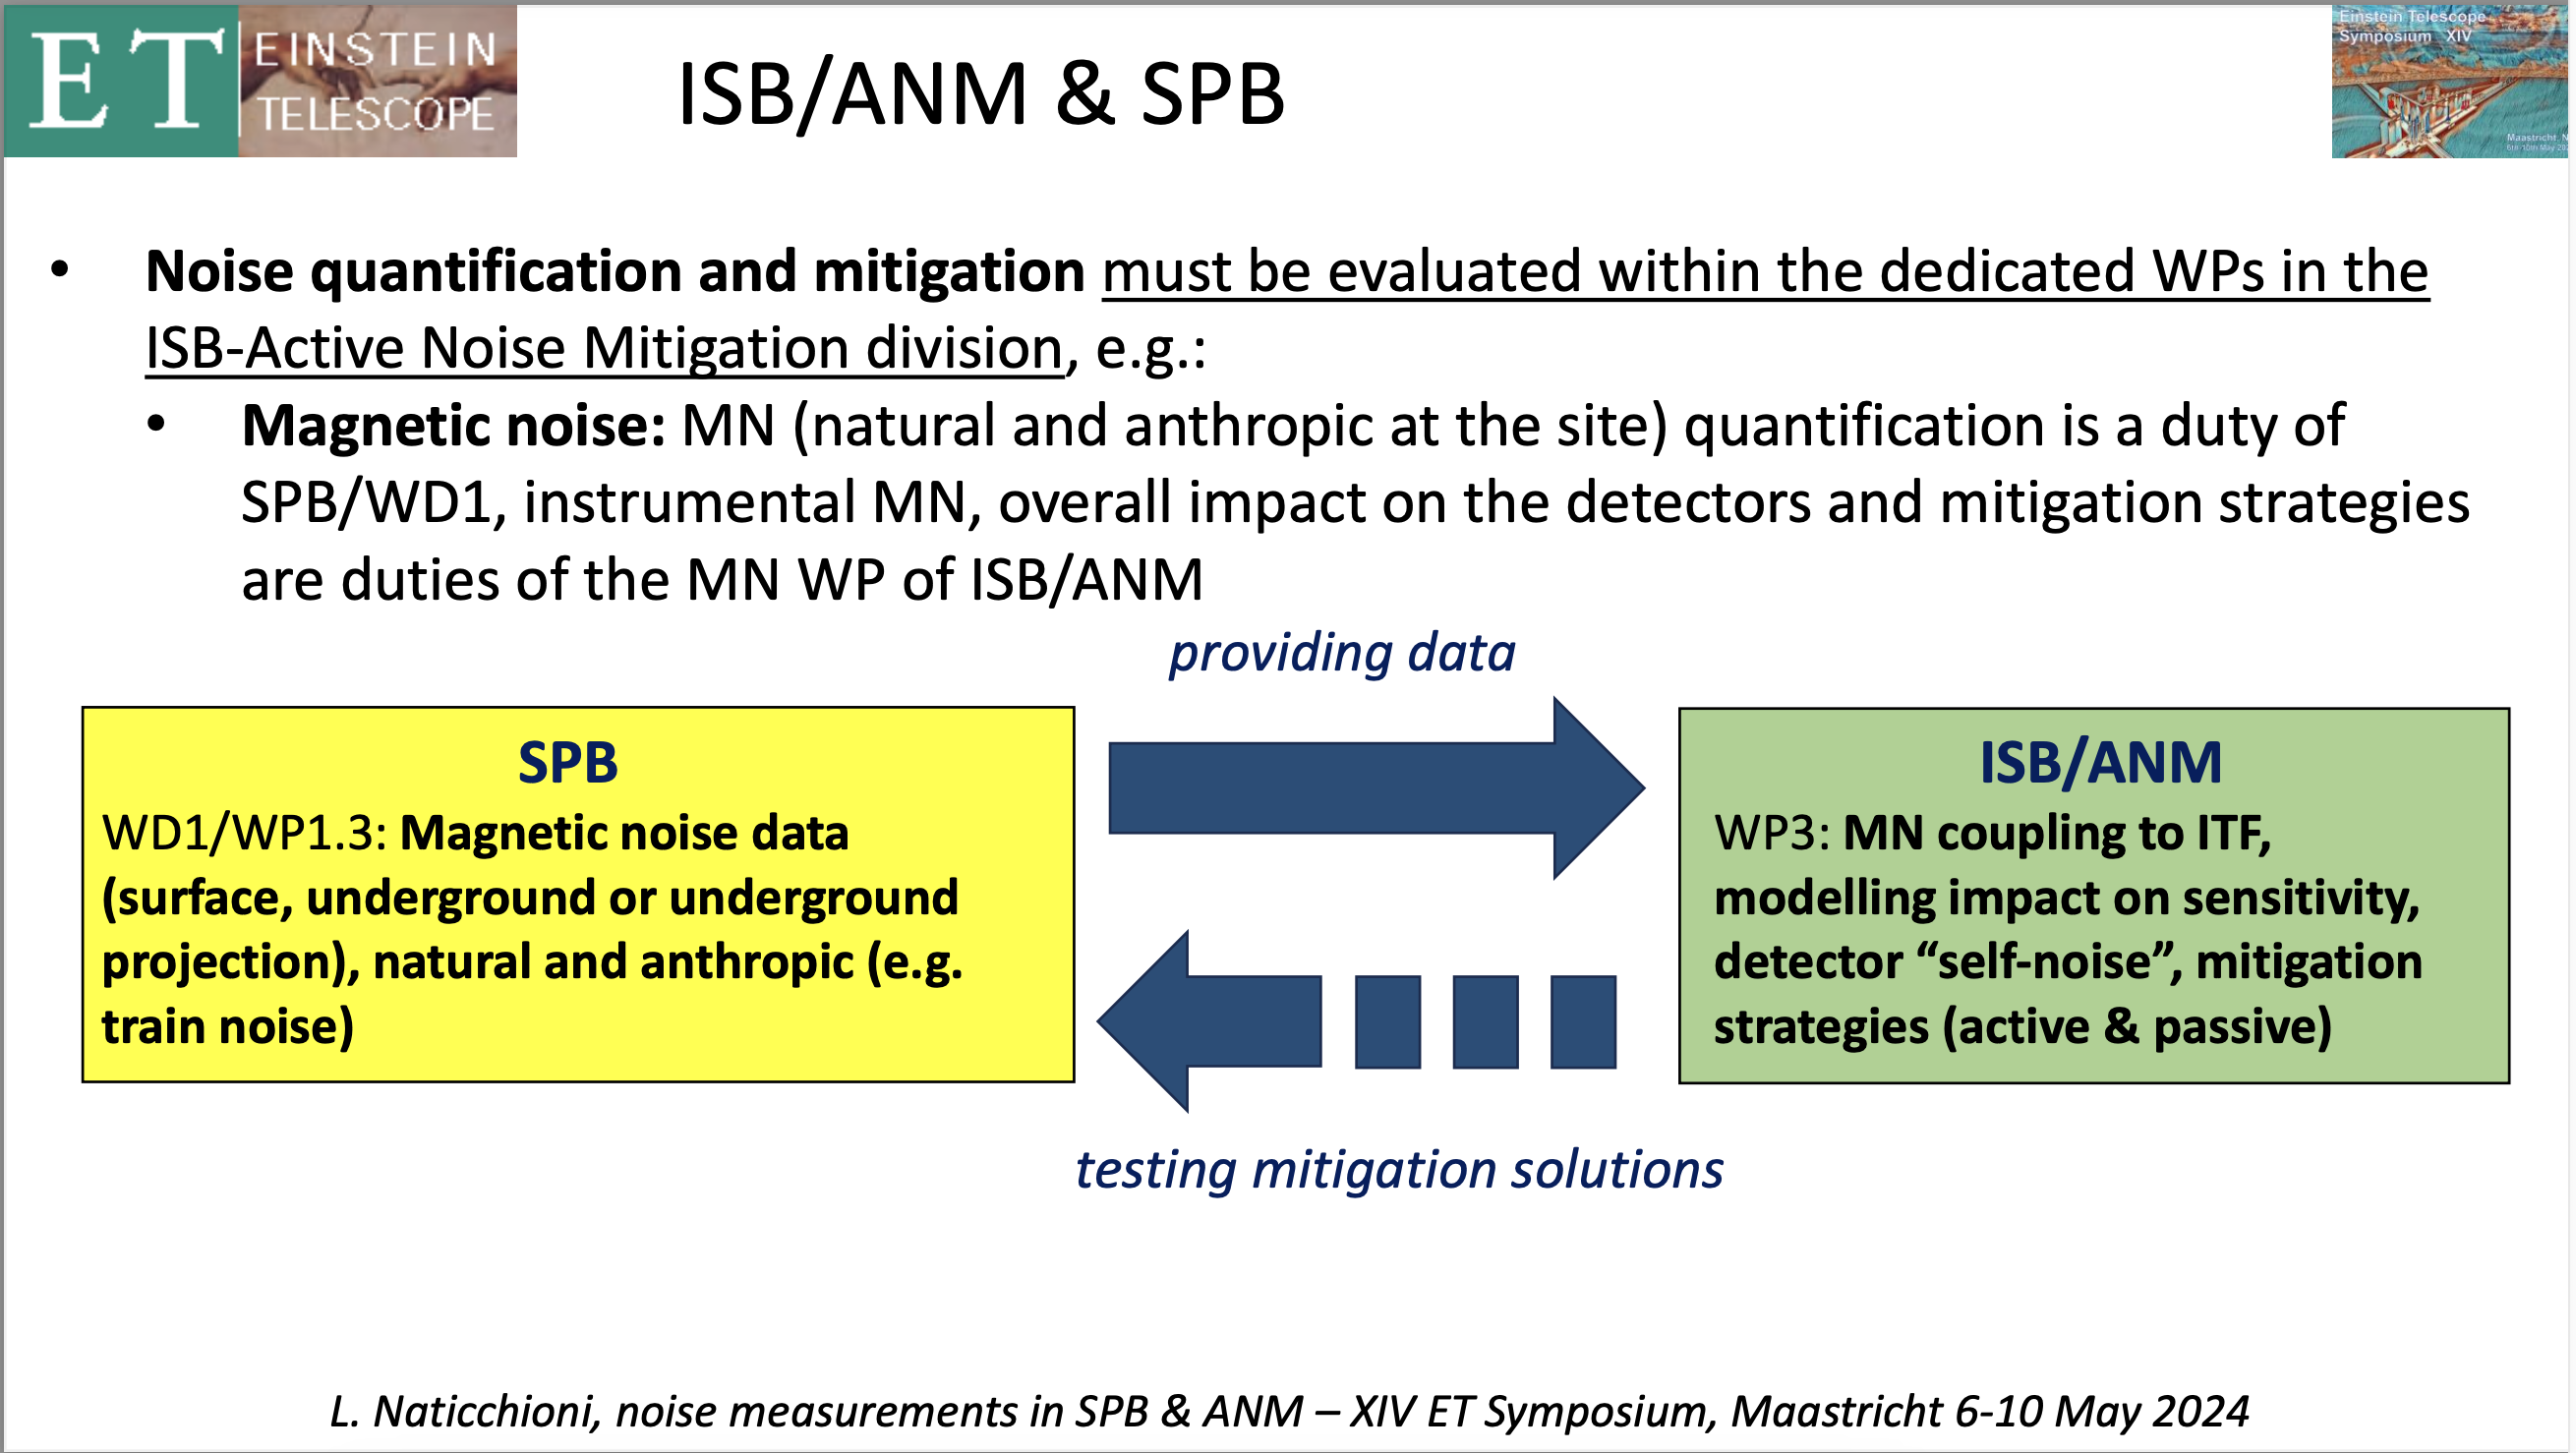 ET EINSTEIN
TELESCOPE
ISB/ANM & SPB
Einstein Telescope
Symposium XIV
Maastricht, N
6th-10th May 202
• Noise quantification and mitigation must be evaluated within the dedicated WPs in the
ISB-Active Noise Mitigation division, e.g.:
• Magnetic noise: MN (natural and anthropic at the site) quantification is a duty of
SPB/WD1, instrumental MN, overall impact on the detectors and mitigation strategies
are duties of the MN WP of ISB/ANM
providing data
SPB
WD1/WP1.3: Magnetic noise data
(surface, underground or underground
projection), natural and anthropic (e.g.
train noise)
ISB/ANM
WP3: MN coupling to ITF,
modelling impact on sensitivity,
detector “self-noise”, mitigation
strategies (active & passive)
testing mitigation solutions
L. Naticchioni, noise measurements in SPB & ANM – XIV ET Symposium, Maastricht 6-10 May 2024